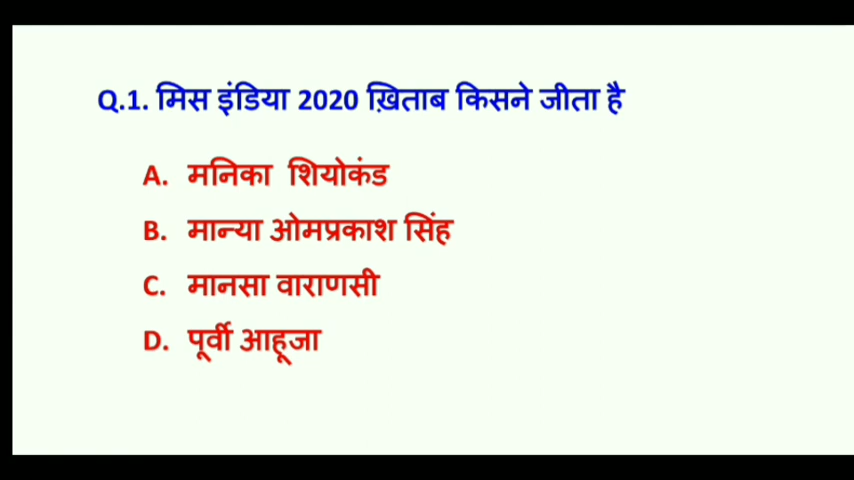 Q.1. मिस इंडिया 2020 ख़िताब किसने जीता है
A. मनिका शियोकंड
B. मान्या ओमप्रकाश सिंह
C. मानसा वाराणसी
D. पूर्वी आहूजा